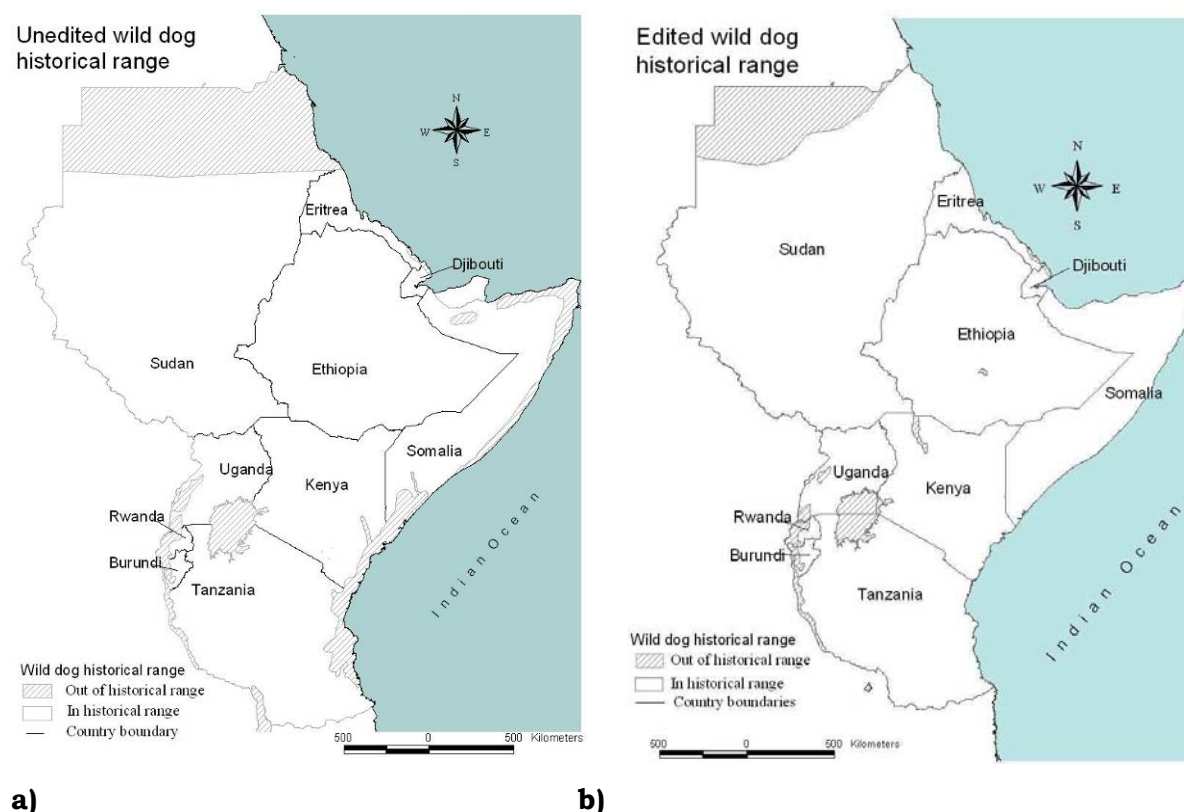 Unedited wild dog
historical range
N
W E
S
Eritrea
Djibouti
Sudan
Ethiopia
Somalia
Uganda
Kenya
Rwanda
Burundi
Tanzania
Indian Ocean
Wild dog historical range
Out of historical range
In historical range
Country boundary
500 0 500 Kilometers
a)
Edited wild dog
historical range
N
W E
S
Eritrea
Sudan
Djibouti
Ethiopia
Somalia
Uganda
Kenya
Rwanda
Burundi
Tanzania
Indian Ocean
Wild dog historical range
Out of historical range
In historical range
Country boundaries
500 0 500 Kilometers
b)